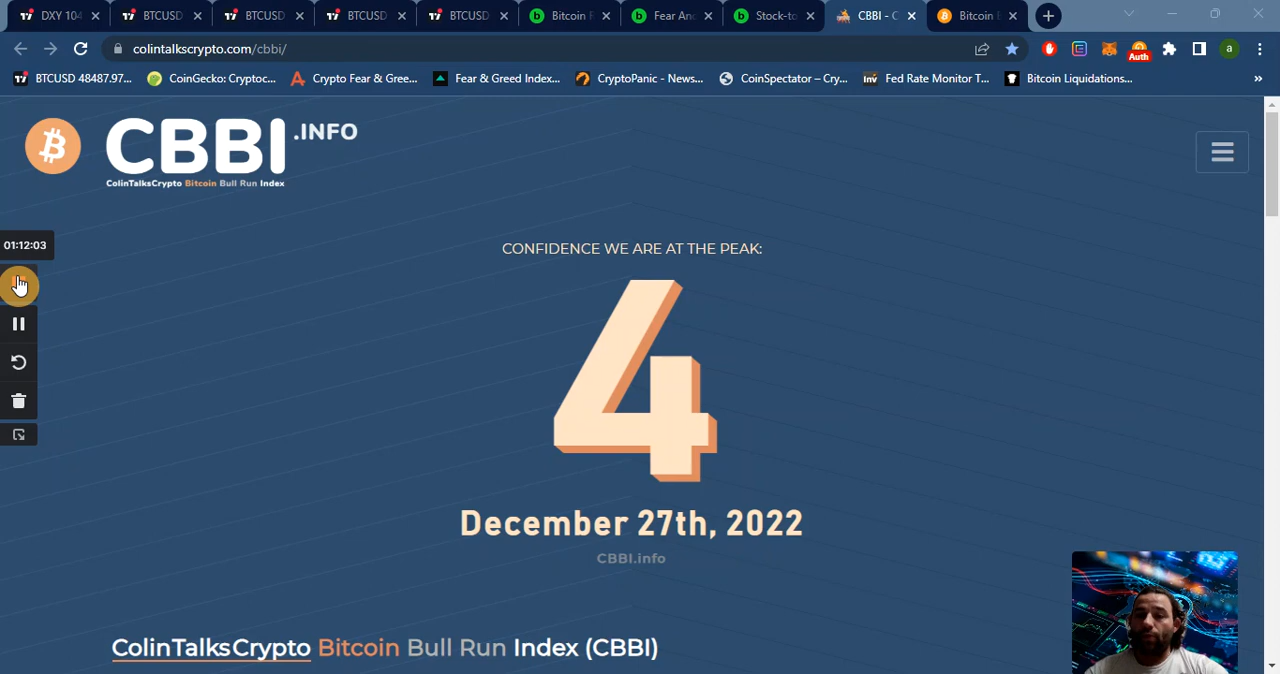 DXY 104
BTCUSD
BTCUSD
BTCUSD
BTCUSD
Bitcoin F
Fear And
Stock-to
CBBI - C
Bitcoin
colintalkscrypto.com/cbbi/
Auth
a
BTCUSD 48487.97...
CoinGecko: Cryptoc...
Crypto Fear & Gree...
Fear & Greed Index...
CryptoPanic - News...
CoinSpectator – Cry...
Inv
Fed Rate Monitor T...
Bitcoin Liquidations...
»
CBBI.INFO
ColinTalksCrypto Bitcoin Bull Run Index
01:12:03
CONFIDENCE WE ARE AT THE PEAK:
4
December 27th, 2022
CBBI.info
ColinTalksCrypto Bitcoin Bull Run Index (CBBI)